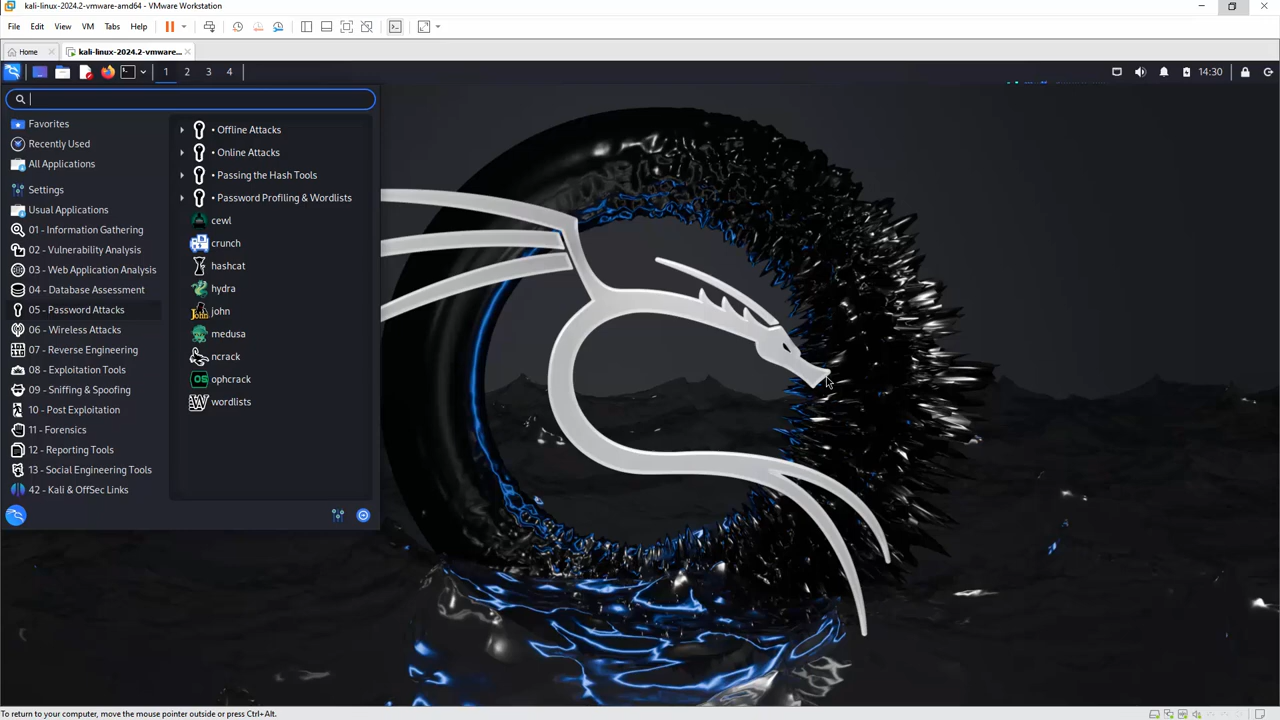 kali-linux-2024.2-vmware-amd64 - VMware Workstation
File Edit View VM Tabs Help
Home kali-linux-2024.2-vmware...
1 2 3 4 14:30
Favorites
Recently Used
All Applications
Settings
Usual Applications
01 - Information Gathering
02 - Vulnerability Analysis
03 - Web Application Analysis
04 - Database Assessment
05 - Password Attacks
06 - Wireless Attacks
07 - Reverse Engineering
08 - Exploitation Tools
09 - Sniffing & Spoofing
10 - Post Exploitation
11 - Forensics
12 - Reporting Tools
13 - Social Engineering Tools
42 - Kali & OffSec Links
• Offline Attacks
• Online Attacks
• Passing the Hash Tools
• Password Profiling & Wordlists
cewl
crunch
hashcat
hydra
john
medusa
ncrack
ophcrack
wordlists
To return to your computer, move the mouse pointer outside or press Ctrl+Alt.